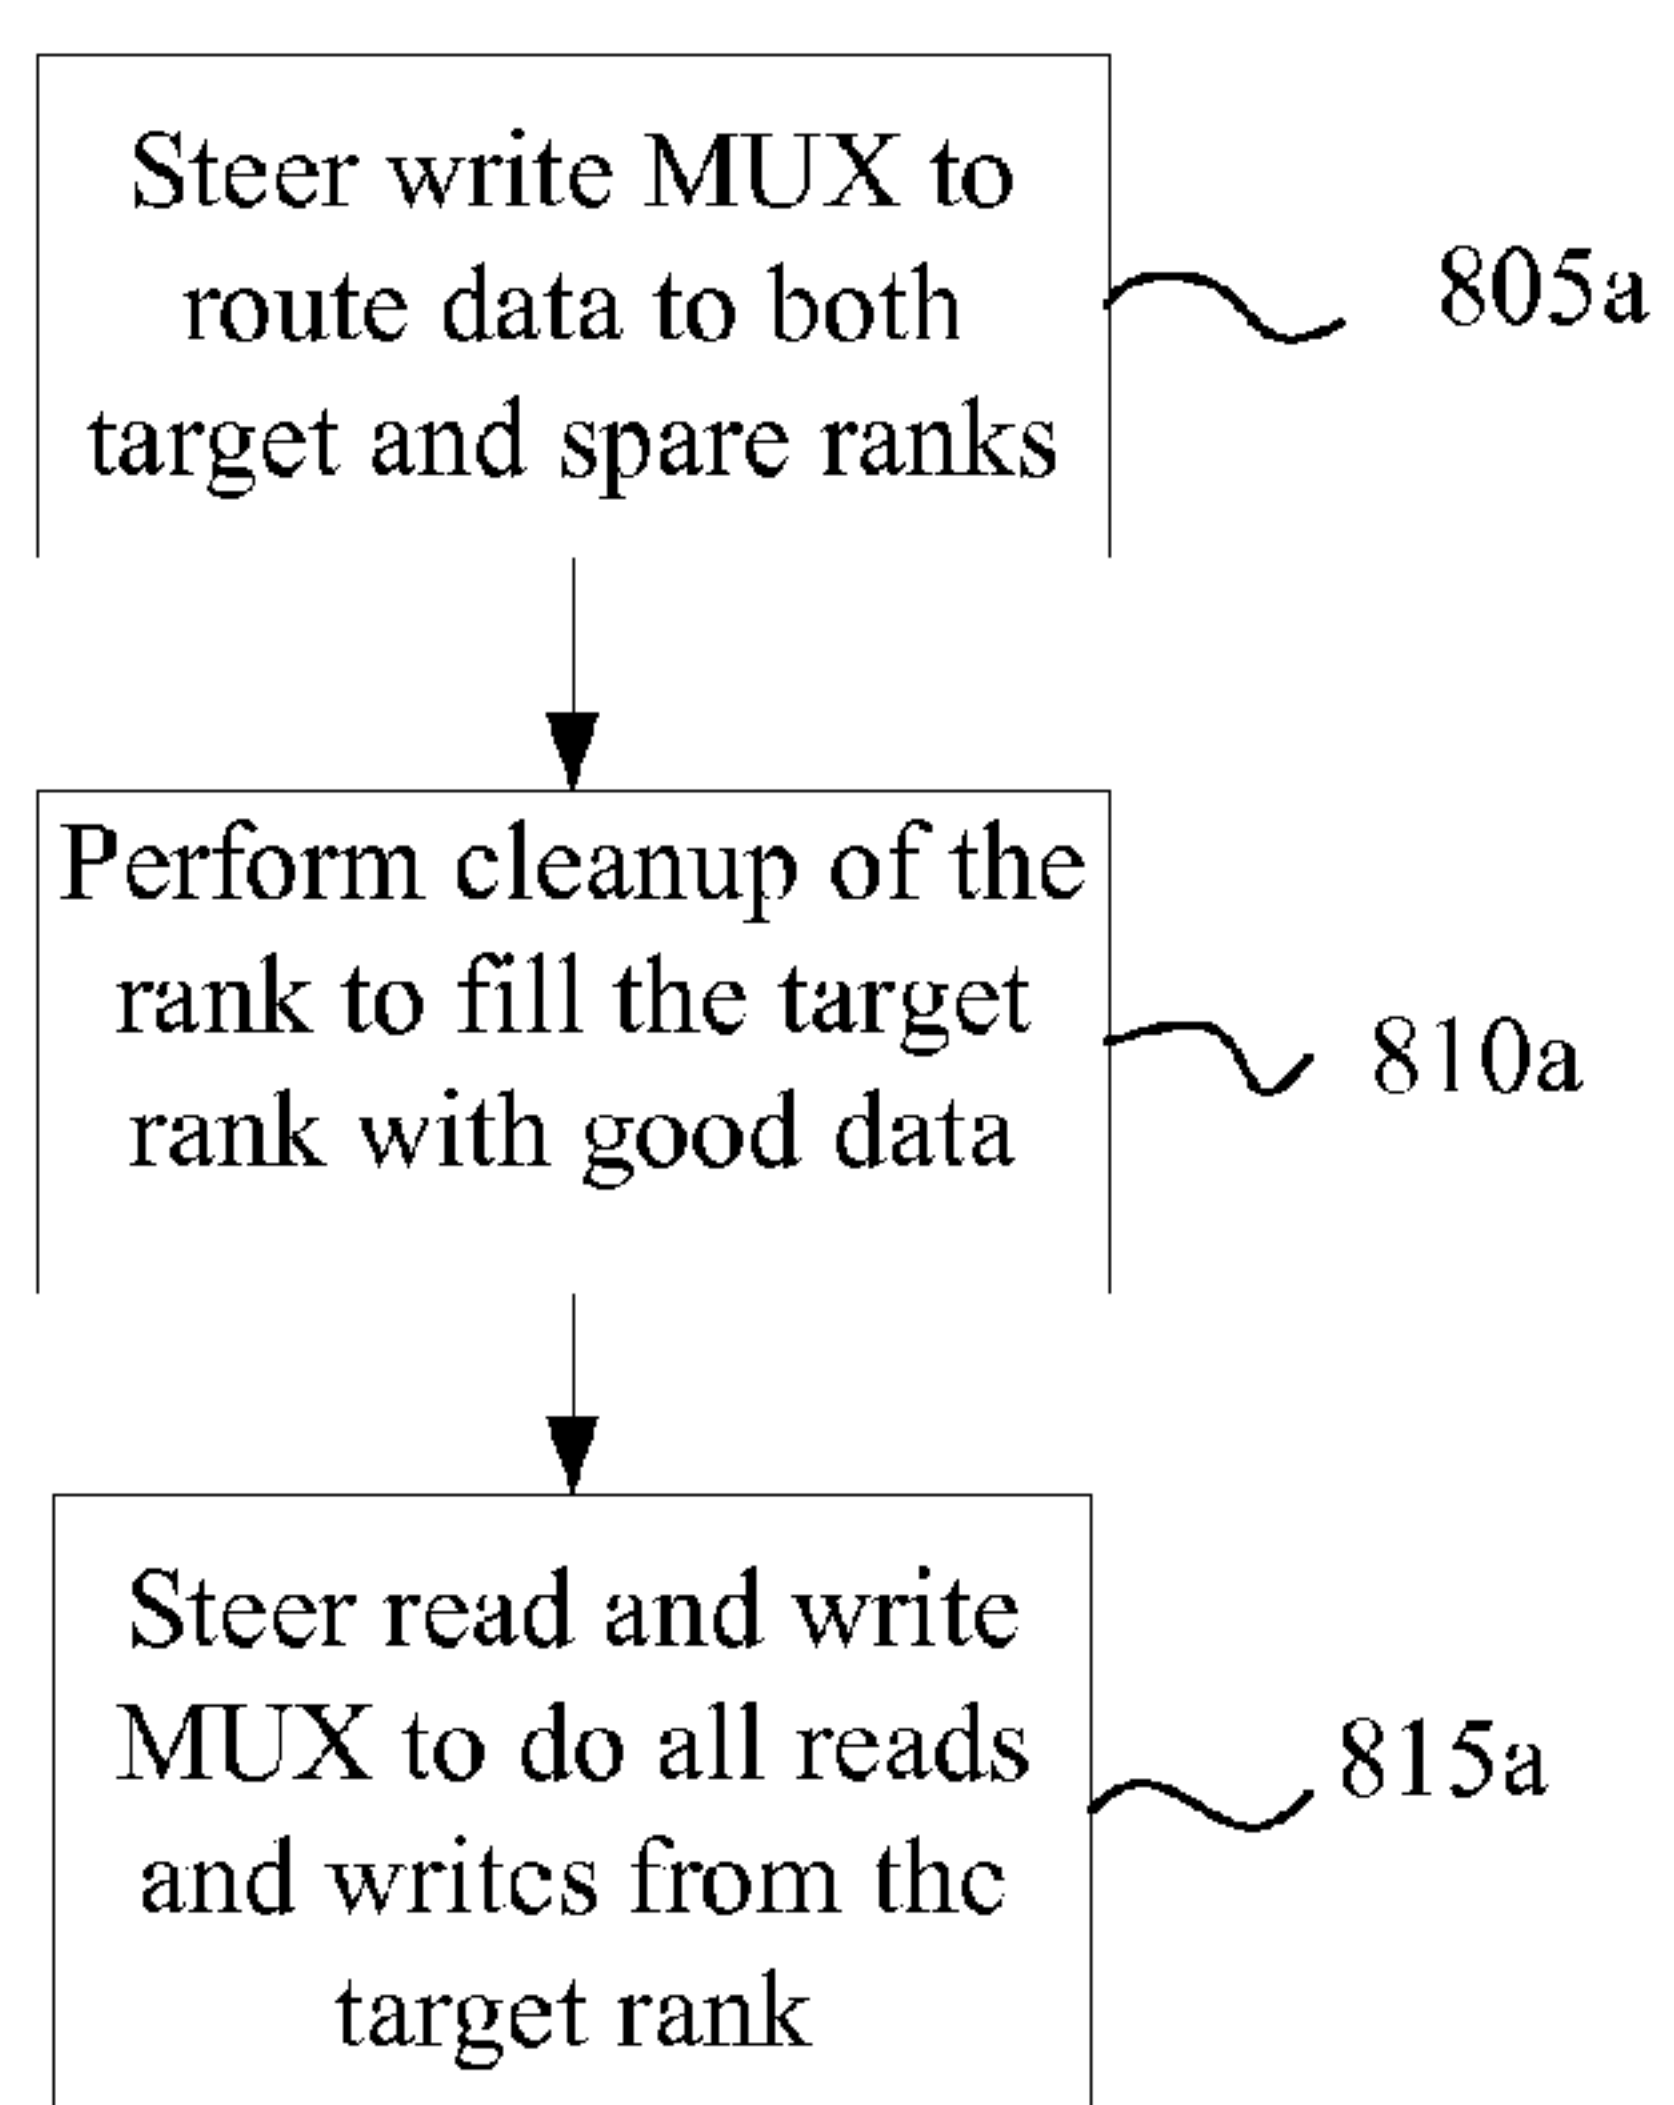 Steer write MUX to
route data to both
target and spare ranks
805a
Perform cleanup of the
rank to fill the target
rank with good data
810a
Steer read and write
MUX to do all reads
and writes from the
target rank
815a